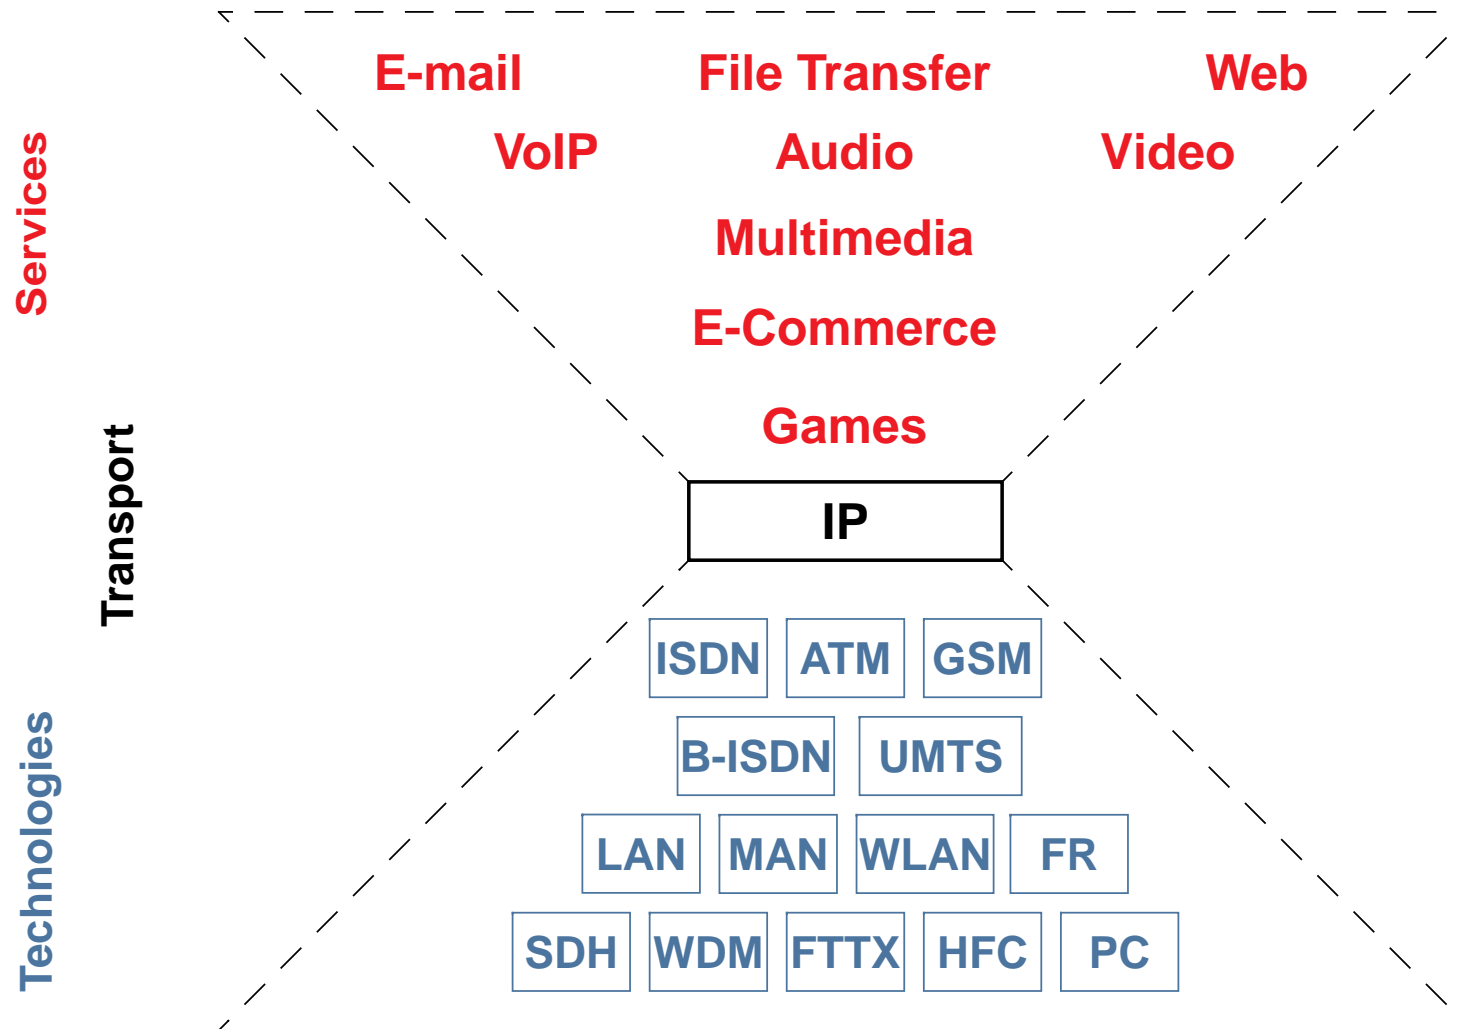 E-mail File Transfer Web
VoIP Audio Video
Multimedia
E-Commerce
Games
Services
Transport
IP
ISDN ATM GSM
B-ISDN UMTS
LAN MAN WLAN FR
SDH WDM FTTX HFC PC
Technologies